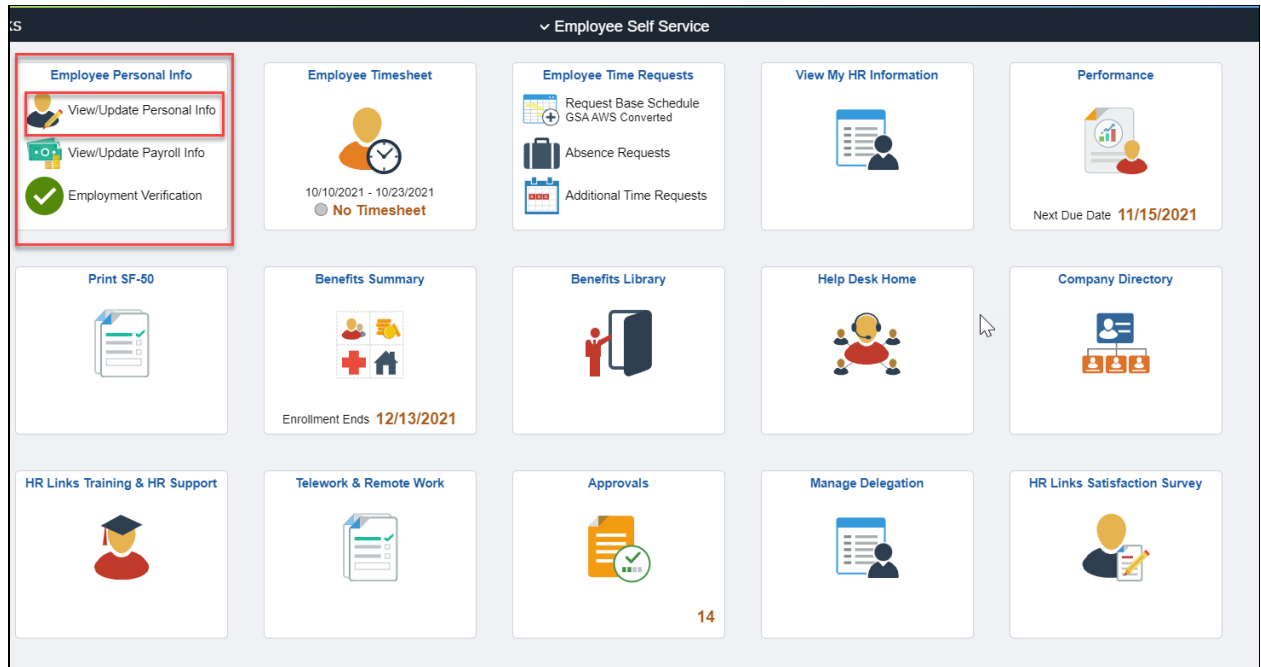 Employee Self Service
Employee Personal Info
View/Update Personal Info
View/Update Payroll Info
Employment Verification
Employee Timesheet
10/10/2021 - 10/23/2021
No Timesheet
Employee Time Requests
Request Base Schedule
GSA AWS Converted
Absence Requests
Additional Time Requests
View My HR Information
Performance
Next Due Date 11/15/2021
Print SF-50
Benefits Summary
Enrollment Ends 12/13/2021
Benefits Library
Help Desk Home
Company Directory
HR Links Training & HR Support
Telework & Remote Work
Approvals
14
Manage Delegation
HR Links Satisfaction Survey